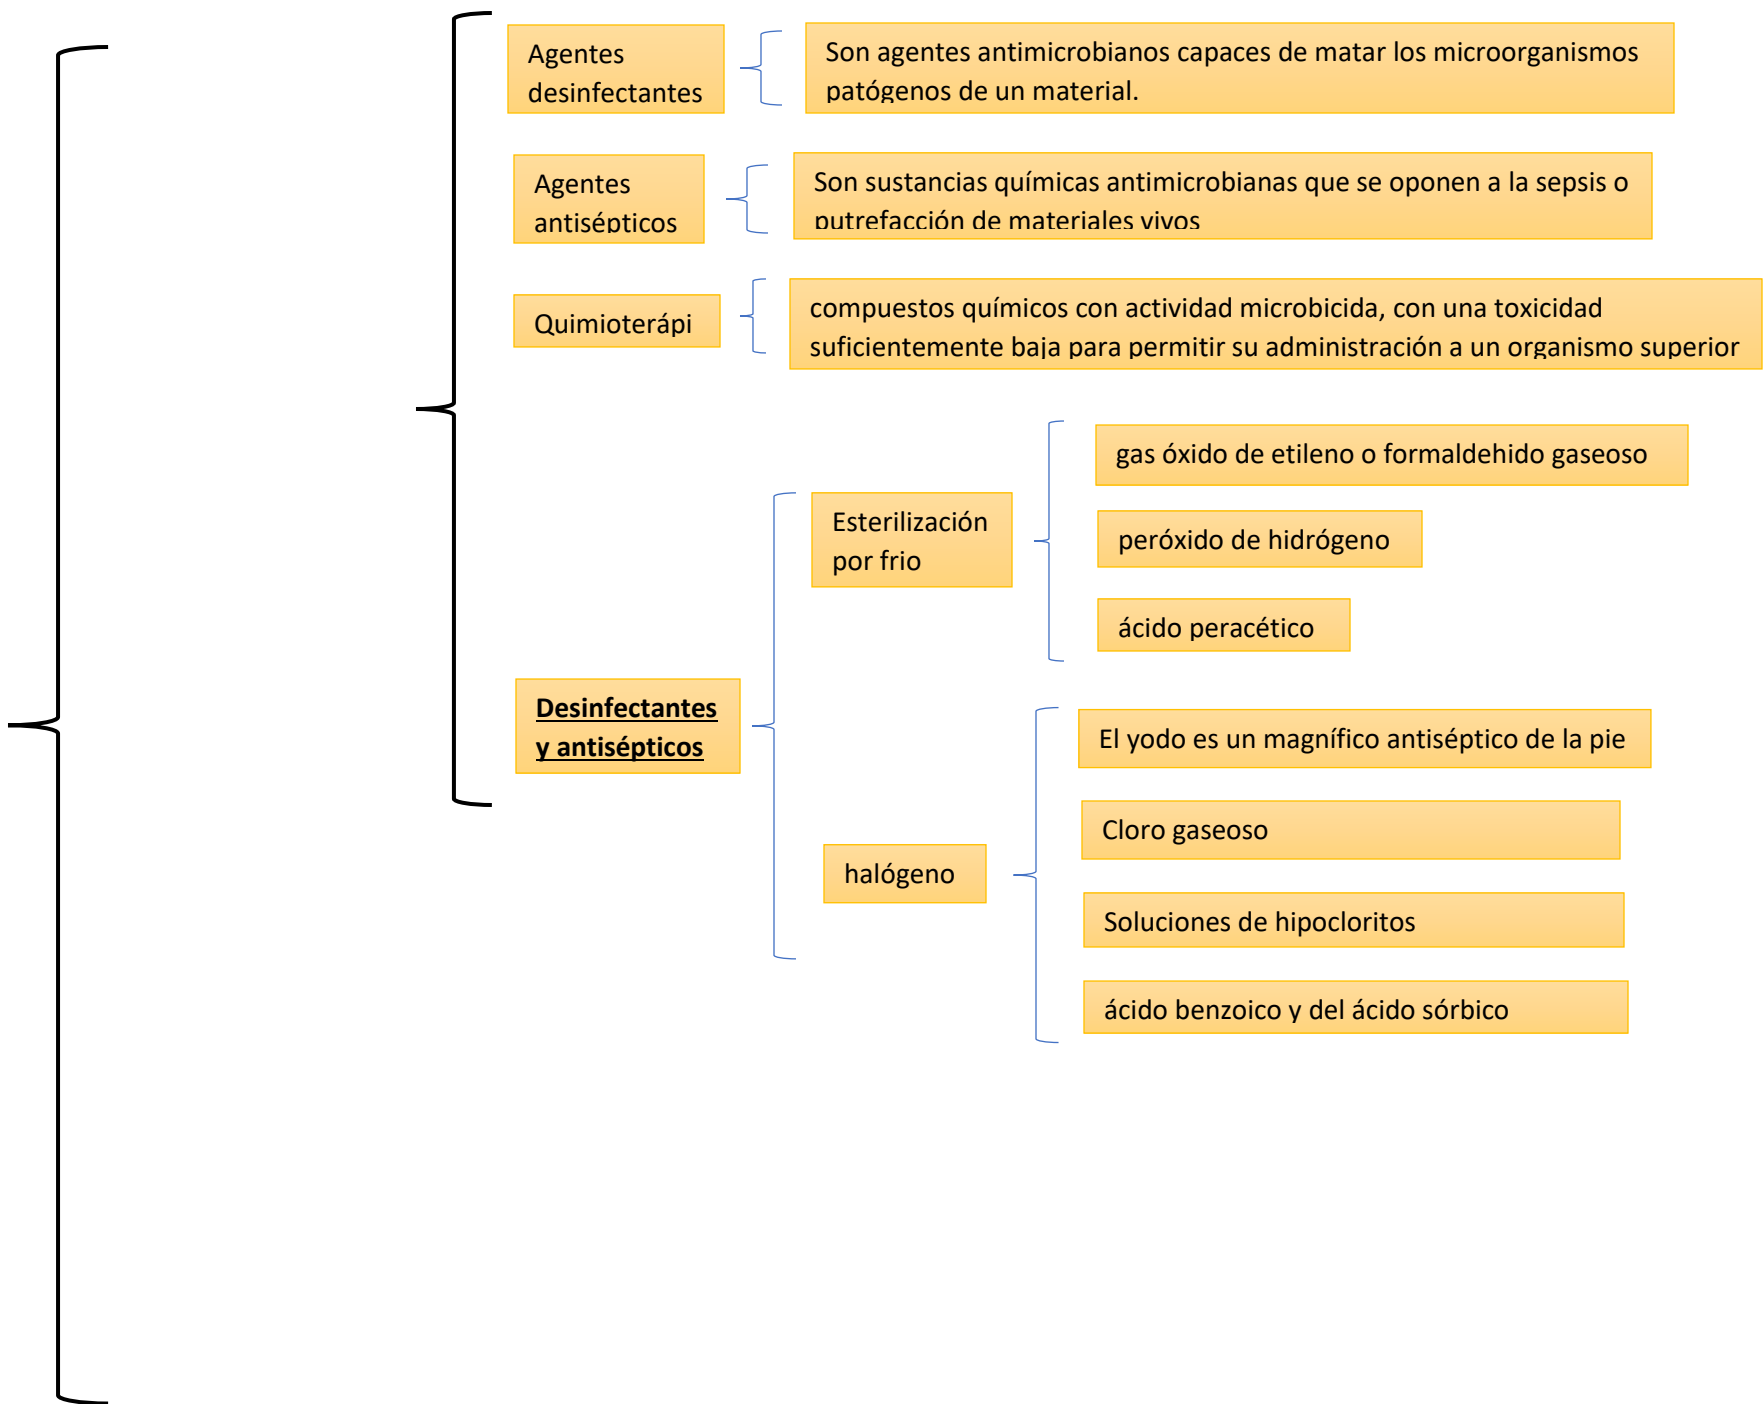 Agentes
desinfectantes
Son agentes antimicrobianos capaces de matar los microorganismos
patógenos de un material.
Agentes
antisépticos
Son sustancias químicas antimicrobianas que se oponen a la sepsis o
putrefacción de materiales vivos
Quimioterápi
compuestos químicos con actividad microbicida, con una toxicidad
suficientemente baja para permitir su administración a un organismo superior
Esterilización
por frio
gas óxido de etileno o formaldehido gaseoso
peróxido de hidrógeno
ácido peracético
Desinfectantes
y antisépticos
El yodo es un magnífico antiséptico de la pie
Cloro gaseoso
halógeno
Soluciones de hipocloritos
ácido benzoico y del ácido sórbico